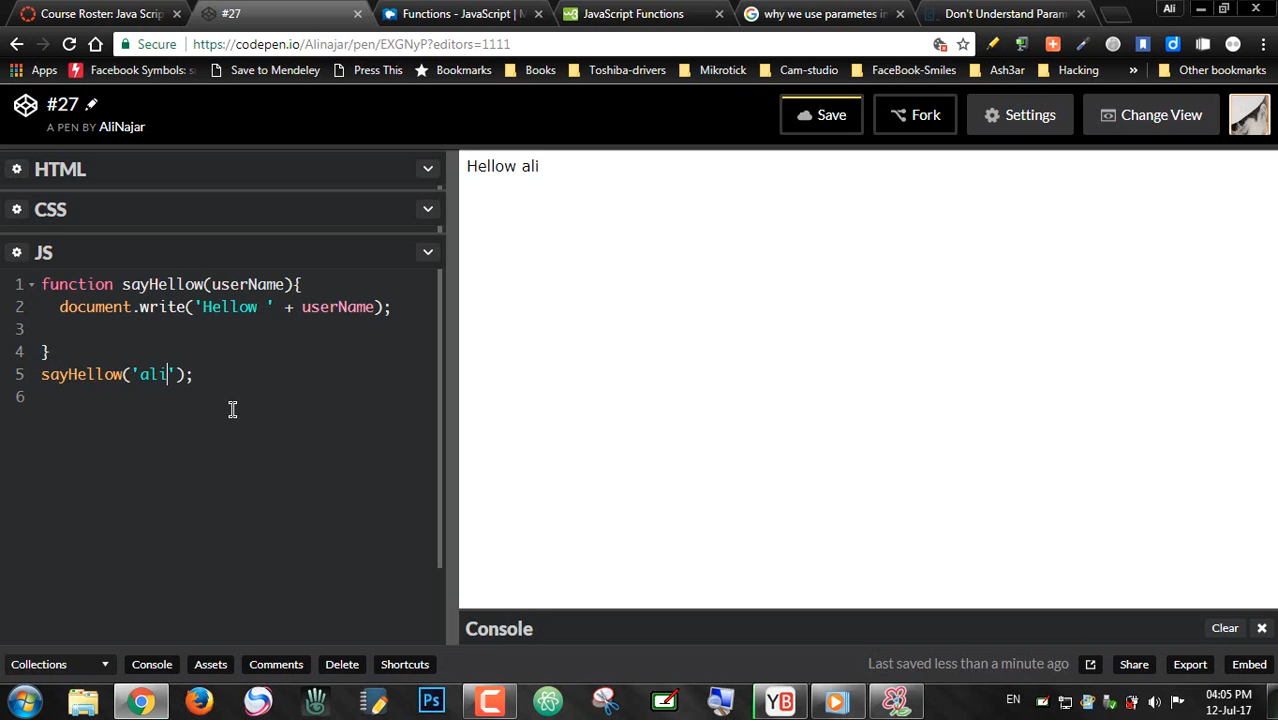 Course Roster: Java Scri
#27
Functions - JavaScript | M
JavaScript Functions
why we use parametes in
Don't Understand Param
Ali
Secure
https://codepen.io/Alinajar/pen/EXGNyP?editors=1111
Apps
Facebook Symbols: s
Save to Mendeley
Press This
Bookmarks
Books
Toshiba-drivers
Mikrotick
Cam-studio
FaceBook-Smiles
Ash3ar
Hacking
»
Other bookmarks
#27
A PEN BY AliNajar
Save
Fork
Settings
Change View
HTML
CSS
JS
1 function sayHellow(userName){
2 document.write('Hellow ' + userName);
3
4 }
5 sayHellow('ali');
6
Hellow ali
Console
Clear
Collections
Console
Assets
Comments
Delete
Shortcuts
Last saved less than a minute ago
Share
Export
Embed
Ps
YB
EN
04:05 PM
12-Jul-17